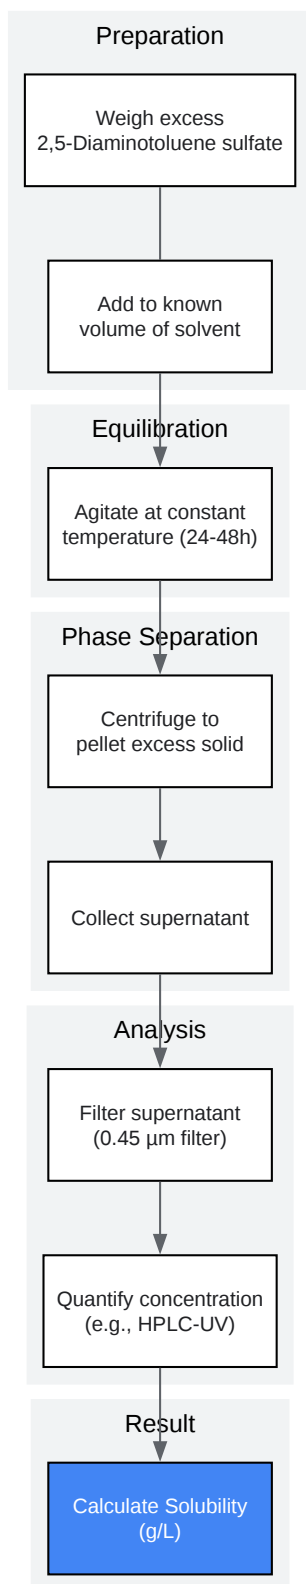 Preparation
Weigh excess
2,5-Diaminotoluene sulfate
Add to known
volume of solvent
Equilibration
Agitate at constant
temperature (24-48h)
Phase Separation
Centrifuge to
pellet excess solid
Collect supernatant
Analysis
Filter supernatant
(0.45 µm filter)
Quantify concentration
(e.g., HPLC-UV)
Result
Calculate Solubility
(g/L)